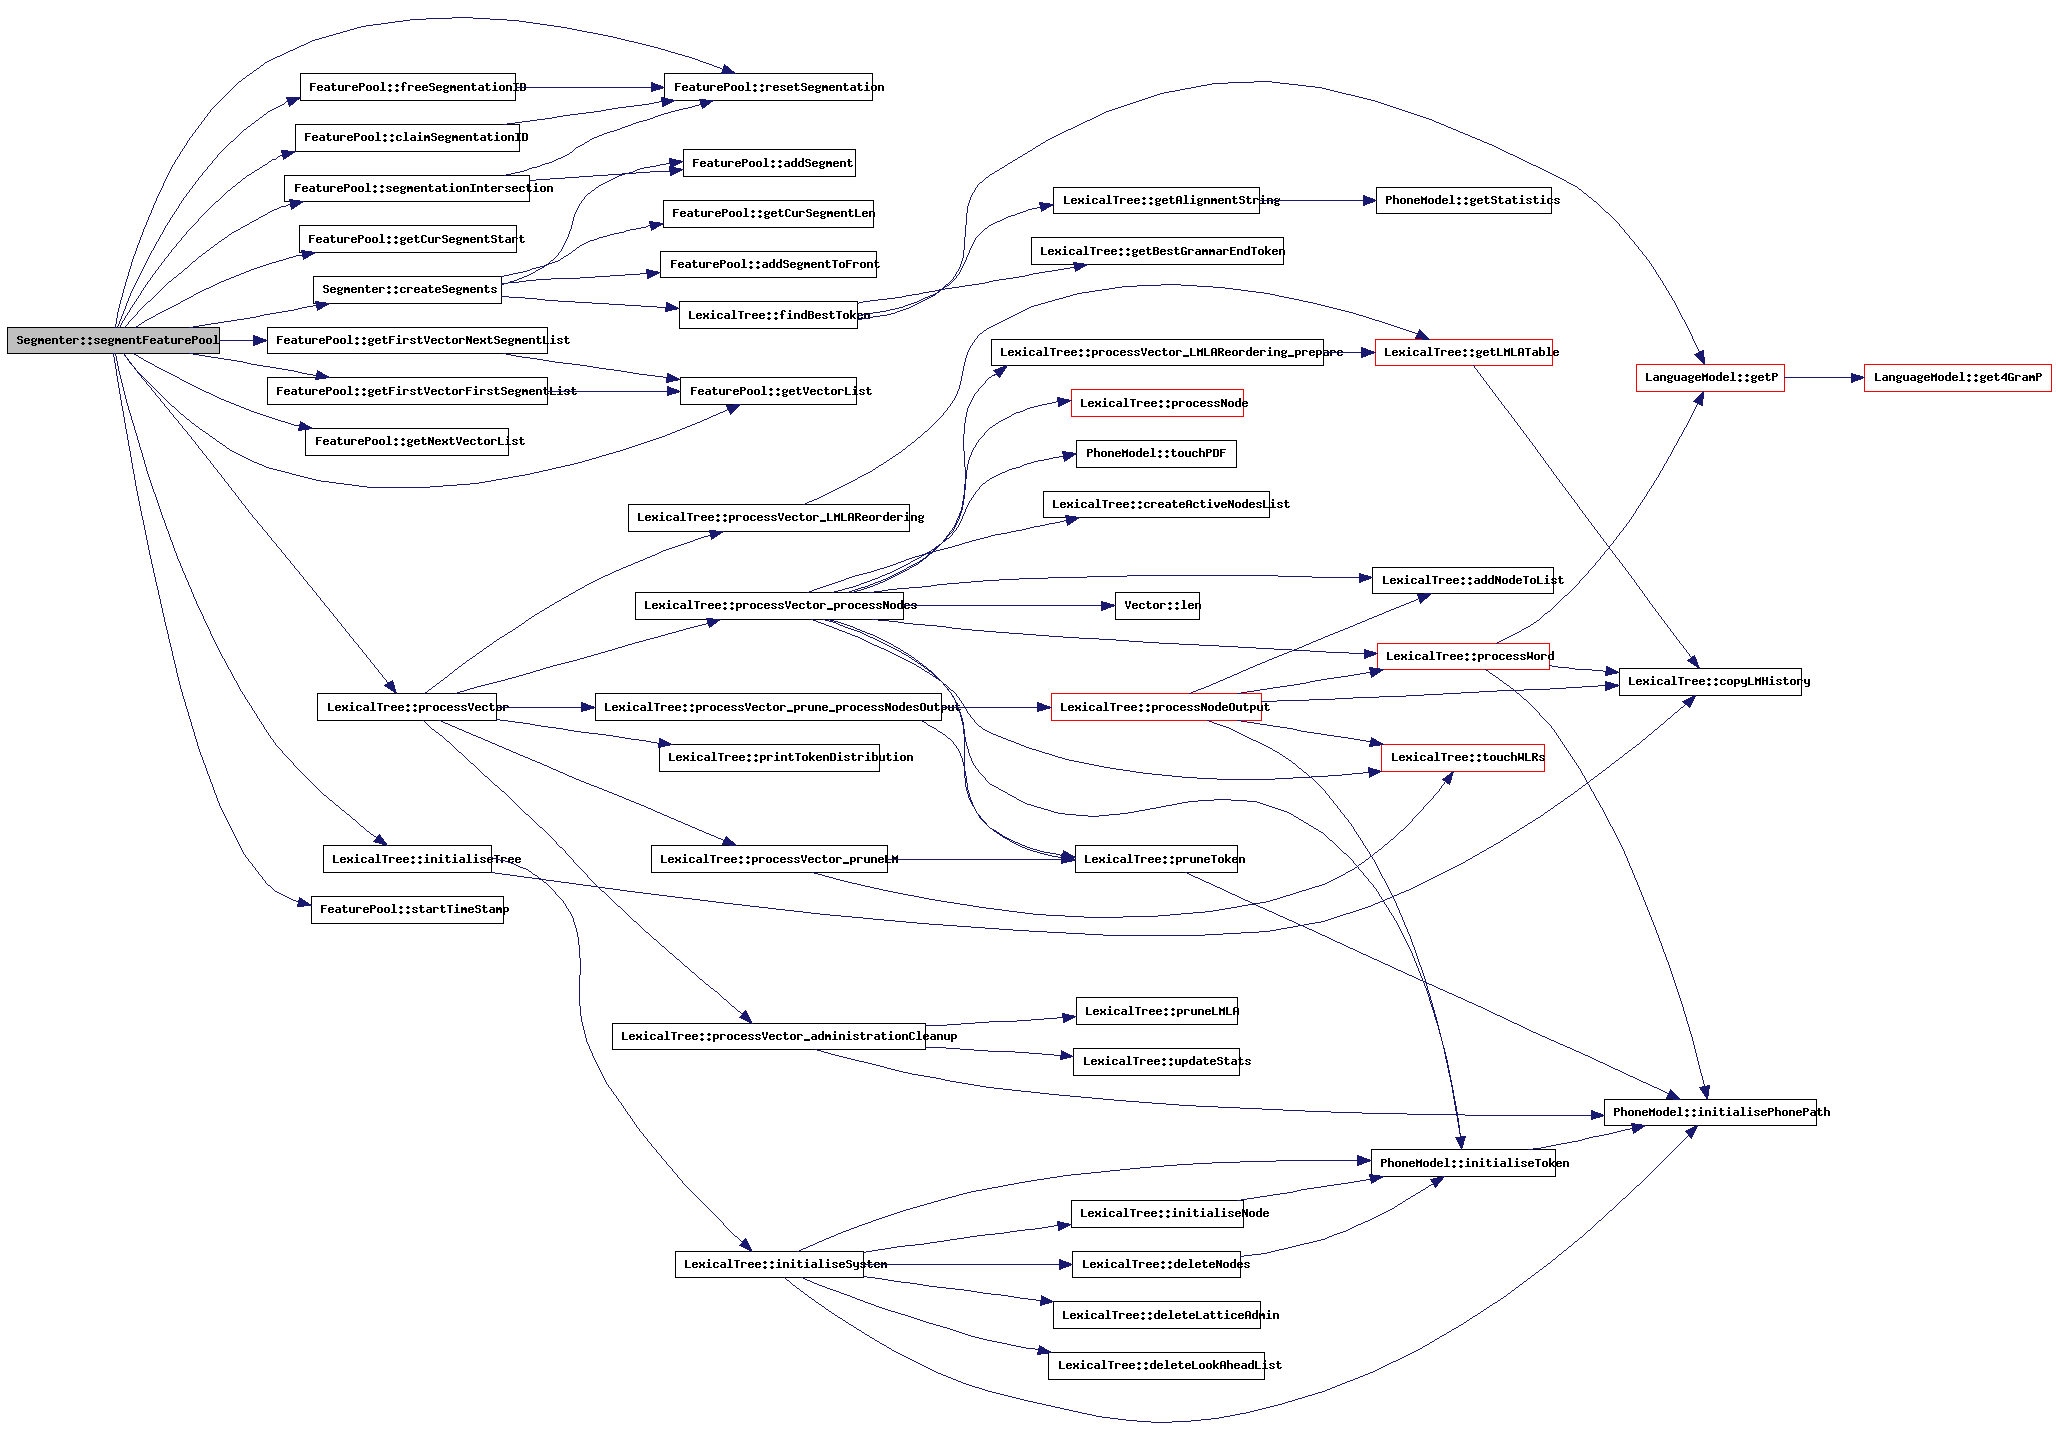 Segmenter::segmentFeaturePool
FeaturePool::freeSegmentationID
FeaturePool::claimSegmentationID
FeaturePool::segmentationIntersection
FeaturePool::getCurSegmentStart
Segmenter::createSegments
FeaturePool::getFirstVectorNextSegmentList
FeaturePool::getFirstVectorFirstSegmentList
FeaturePool::getNextVectorList
LexicalTree::processVector
LexicalTree::initialiseTree
FeaturePool::startTimeStamp
FeaturePool::resetSegmentation
FeaturePool::addSegment
FeaturePool::getCurSegmentLen
FeaturePool::addSegmentToFront
LexicalTree::findBestToken
FeaturePool::getVectorList
LexicalTree::processVector_LMLAReordering
LexicalTree::processVector_processNodes
LexicalTree::processVector_prune_processNodesOutput
LexicalTree::printTokenDistribution
LexicalTree::processVector_pruneLM
LexicalTree::processVector_administrationCleanup
LexicalTree::initialiseSystem
LexicalTree::getAlignmentString
LexicalTree::getBestGrammarEndToken
LexicalTree::processVector_LMLAReordering_prepare
LexicalTree::processNode
PhoneModel::touchPDF
LexicalTree::createActiveNodesList
Vector::len
LexicalTree::processNodeOutput
LexicalTree::pruneToken
LexicalTree::pruneLMLA
LexicalTree::updateStats
LexicalTree::initialiseNode
LexicalTree::deleteNodes
LexicalTree::deleteLatticeAdmin
LexicalTree::deleteLookAheadList
PhoneModel::getStatistics
LexicalTree::getLMLATable
LexicalTree::addNodeToList
LexicalTree::processWord
LexicalTree::touchWLRs
PhoneModel::initialiseToken
LanguageModel::getP
LexicalTree::copyLMHistory
PhoneModel::initialisePhonePath
LanguageModel::get4GramP